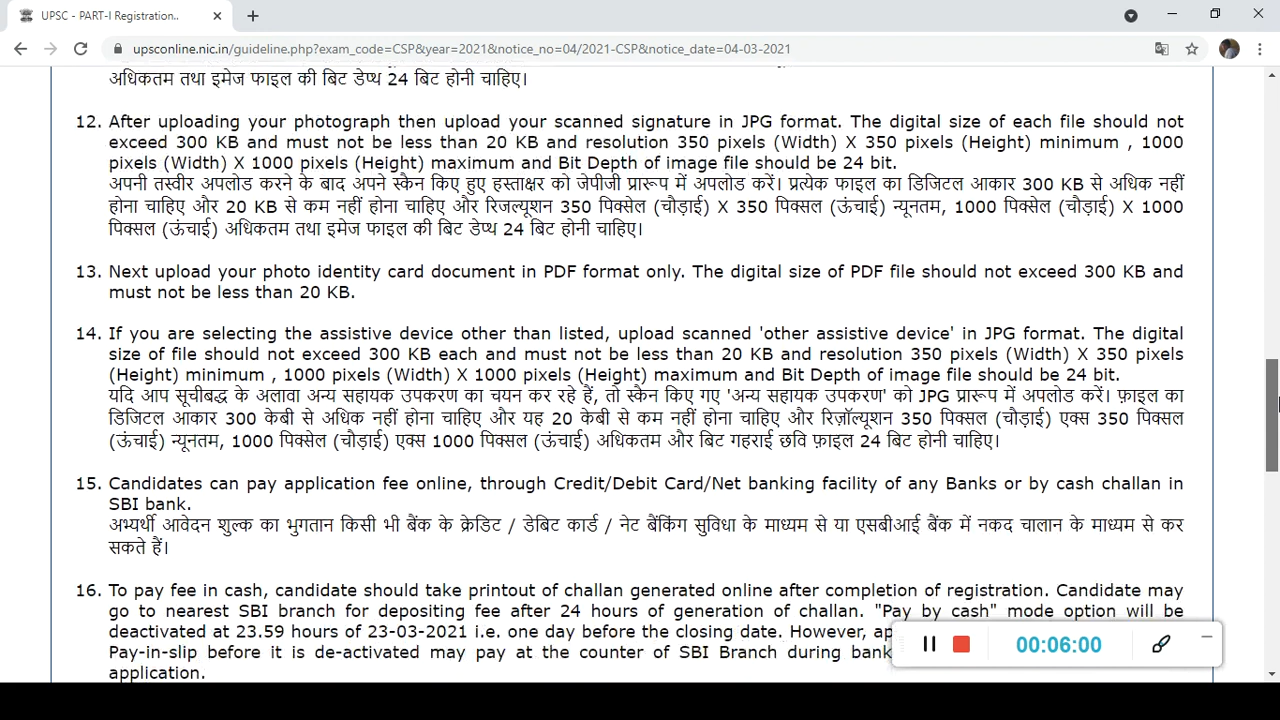 UPSC - PART-I Registration..
upsconline.nic.in/guideline.php?exam_code=CSP&year=2021&notice_no=04/2021-CSP&notice_date=04-03-2021
अधिकतम तथा इमेज फाइल की बिट डेप्थ 24 बिट होनी चाहिए।
12. After uploading your photograph then upload your scanned signature in JPG format. The digital size of each file should not
exceed 300 KB and must not be less than 20 KB and resolution 350 pixels (Width) X 350 pixels (Height) minimum , 1000
pixels (Width) X 1000 pixels (Height) maximum and Bit Depth of image file should be 24 bit.
अपनी तस्वीर अपलोड करने के बाद अपने स्कैन किए हुए हस्ताक्षर को जेपीजी प्रारूप में अपलोड करें। प्रत्येक फाइल का डिजिटल आकार 300 KB से अधिक नहीं
होना चाहिए और 20 KB से कम नहीं होना चाहिए और रिजल्यूशन 350 पिक्सेल (चौड़ाई) X 350 पिक्सल (ऊंचाई) न्यूनतम, 1000 पिक्सेल (चौड़ाई) X 1000
पिक्सल (ऊंचाई) अधिकतम तथा इमेज फाइल की बिट डेप्थ 24 बिट होनी चाहिए।
13. Next upload your photo identity card document in PDF format only. The digital size of PDF file should not exceed 300 KB and
must not be less than 20 KB.
14. If you are selecting the assistive device other than listed, upload scanned 'other assistive device' in JPG format. The digital
size of file should not exceed 300 KB each and must not be less than 20 KB and resolution 350 pixels (Width) X 350 pixels
(Height) minimum , 1000 pixels (Width) X 1000 pixels (Height) maximum and Bit Depth of image file should be 24 bit.
यदि आप सूचीबद्ध के अलावा अन्य सहायक उपकरण का चयन कर रहे हैं, तो स्कैन किए गए 'अन्य सहायक उपकरण' को JPG प्रारूप में अपलोड करें। फ़ाइल का
डिजिटल आकार 300 केबी से अधिक नहीं होना चाहिए और यह 20 केबी से कम नहीं होना चाहिए और रिज़ॉल्यूशन 350 पिक्सल (चौड़ाई) एक्स 350 पिक्सल
(ऊंचाई) न्यूनतम, 1000 पिक्सेल (चौड़ाई) एक्स 1000 पिक्सल (ऊंचाई) अधिकतम और बिट गहराई छवि फ़ाइल 24 बिट होनी चाहिए।
15. Candidates can pay application fee online, through Credit/Debit Card/Net banking facility of any Banks or by cash challan in
SBI bank.
अभ्यर्थी आवेदन शुल्क का भुगतान किसी भी बैंक के क्रेडिट / डेबिट कार्ड / नेट बैंकिंग सुविधा के माध्यम से या एसबीआई बैंक में नकद चालान के माध्यम से कर
सकते हैं।
16. To pay fee in cash, candidate should take printout of challan generated online after completion of registration. Candidate may
go to nearest SBI branch for depositing fee after 24 hours of generation of challan. "Pay by cash" mode option will be
deactivated at 23.59 hours of 23-03-2021 i.e. one day before the closing date. However,
Pay-in-slip before it is de-activated may pay at the counter of SBI Branch during
application.
00:06:00